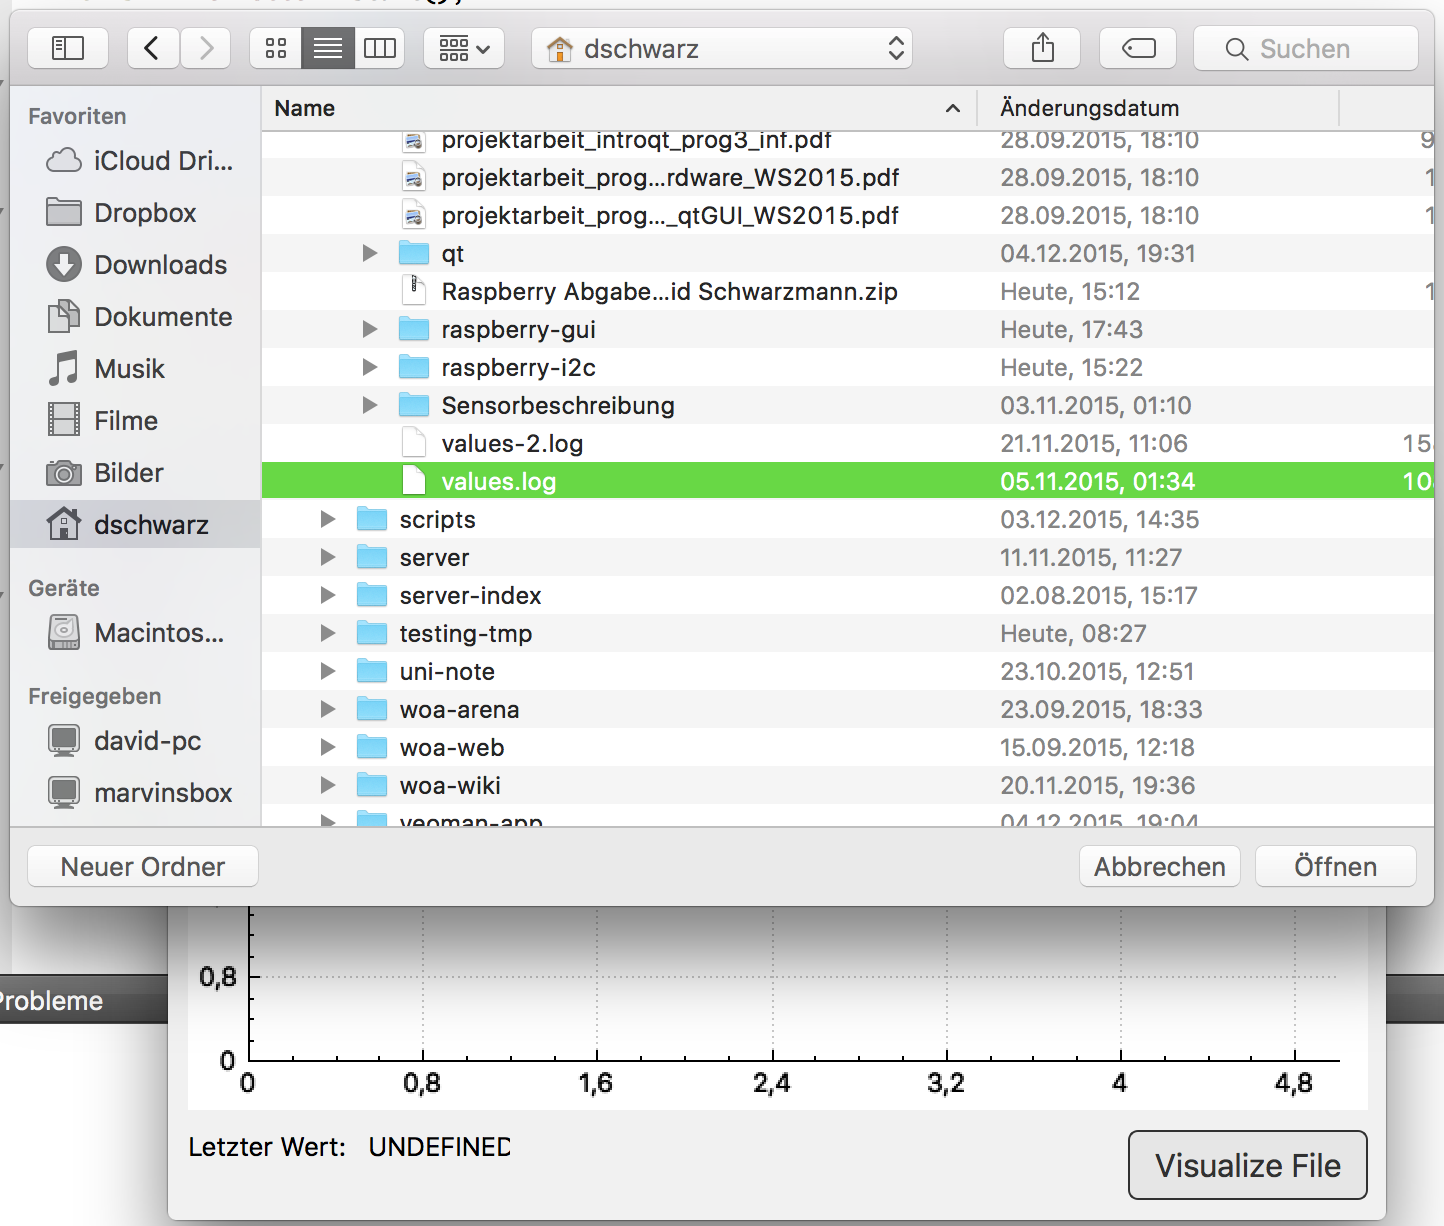 dschwarz
Suchen
Favoriten
iCloud Dri...
Dropbox
Downloads
Dokumente
Musik
Filme
Bilder
dschwarz
Geräte
Macintos...
Freigegeben
david-pc
marvinsbox
Name Änderungsdatum
projektarbeit_introqt_prog3_inf.pdf 28.09.2015, 18:10
projektarbeit_prog...rdware_WS2015.pdf 28.09.2015, 18:10
projektarbeit_prog..._qtGUI_WS2015.pdf 28.09.2015, 18:10
qt 04.12.2015, 19:31
Raspberry Abgabe...id Schwarzmann.zip Heute, 15:12
raspberry-gui Heute, 17:43
raspberry-i2c Heute, 15:22
Sensorbeschreibung 03.11.2015, 01:10
values-2.log 21.11.2015, 11:06
values.log 05.11.2015, 01:34
scripts 03.12.2015, 14:35
server 11.11.2015, 11:27
server-index 02.08.2015, 15:17
testing-tmp Heute, 08:27
uni-note 23.10.2015, 12:51
woa-arena 23.09.2015, 18:33
woa-web 15.09.2015, 12:18
woa-wiki 20.11.2015, 19:36
yeoman-app 04.12.2015, 19:04
Neuer Ordner Abbrechen Öffnen
0,8
Probleme
0
0 0,8 1,6 2,4 3,2 4 4,8
Letzter Wert: UNDEFINED
Visualize File